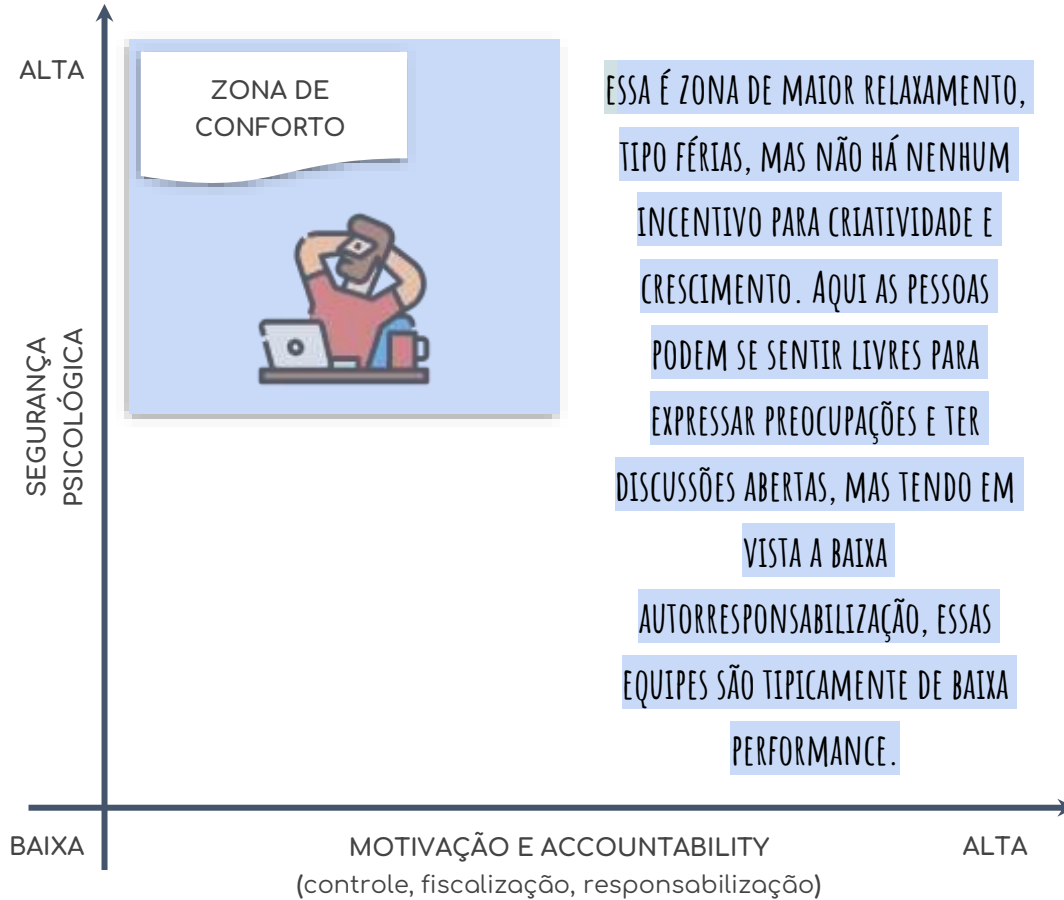 ALTA
ZONA DE
CONFORTO
ESSA É ZONA DE MAIOR RELAXAMENTO,
TIPO FÉRIAS, MAS NÃO HÁ NENHUM
INCENTIVO PARA CRIATIVIDADE E
CRESCIMENTO. AQUI AS PESSOAS
PODEM SE SENTIR LIVRES PARA
EXPRESSAR PREOCUPAÇÕES E TER
DISCUSSÕES ABERTAS, MAS TENDO EM
VISTA A BAIXA
AUTORRESPONSABILIZAÇÃO, ESSAS
EQUIPES SÃO TIPICAMENTE DE BAIXA
PERFORMANCE.
SEGURANÇA
PSICOLÓGICA
BAIXA
MOTIVAÇÃO E ACCOUNTABILITY
ALTA
(controle, fiscalização, responsabilização)